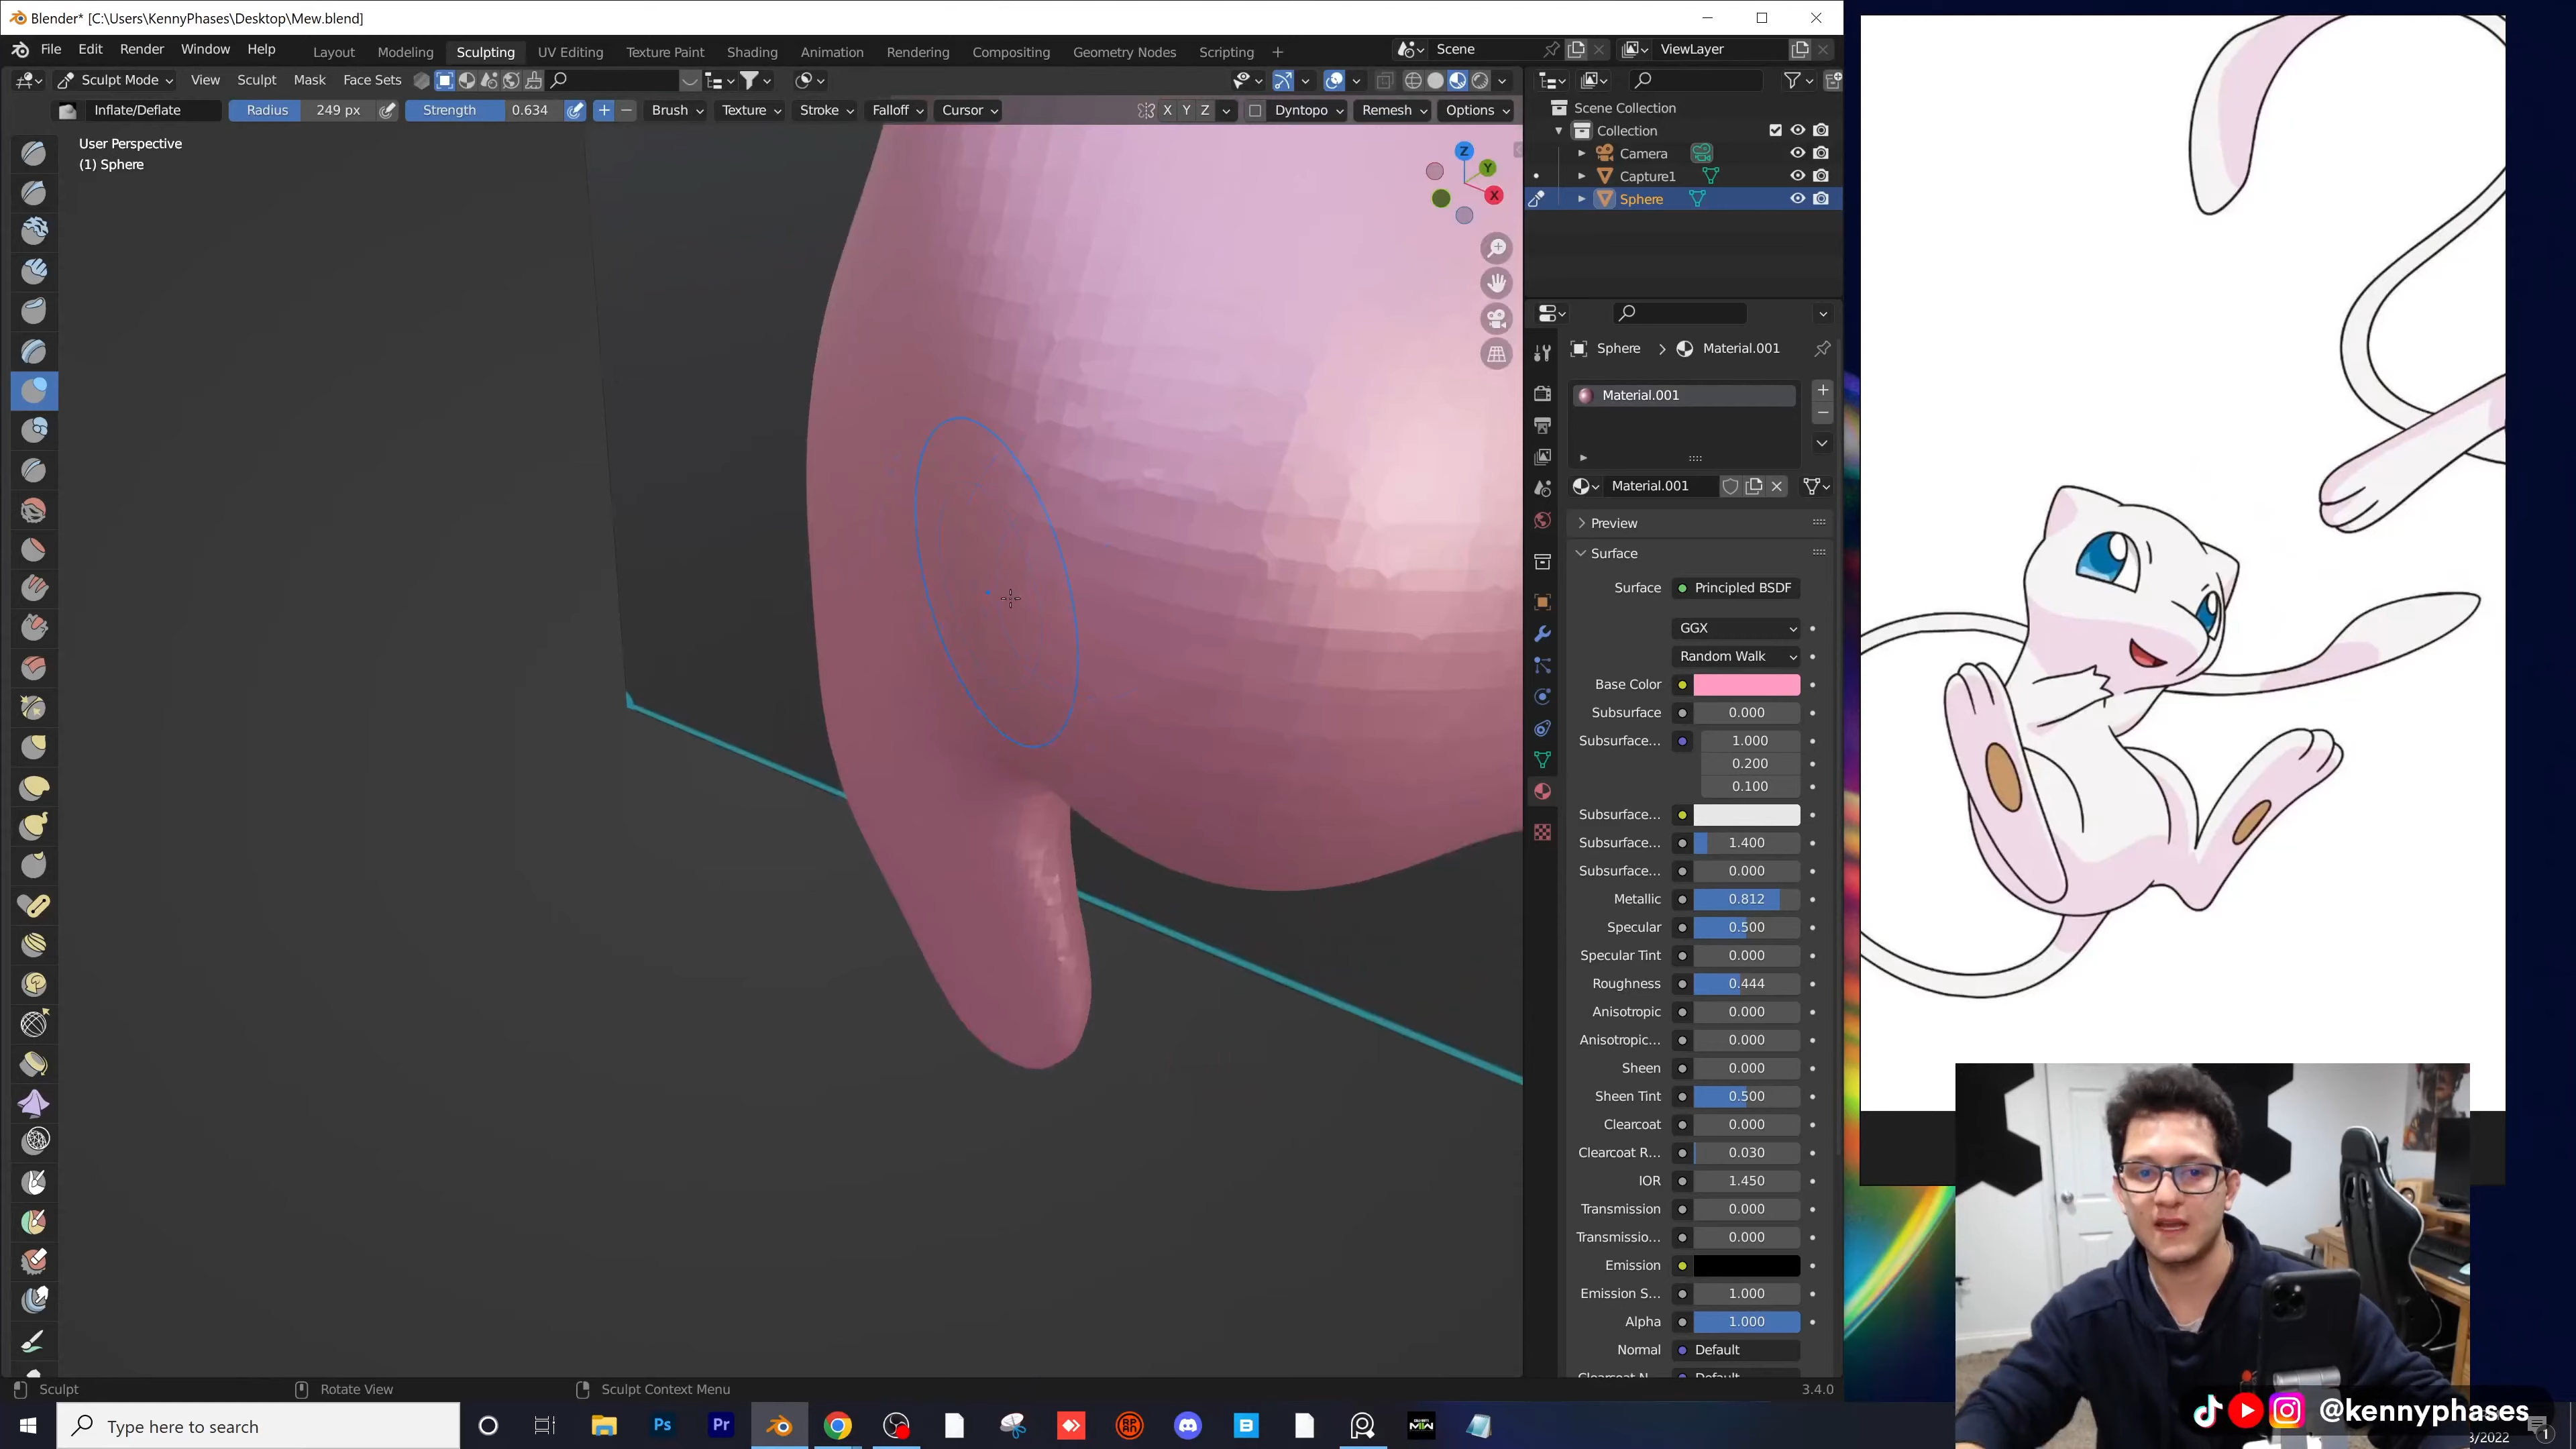 Blender* [C:\Users\KennyPhases\Desktop\Mew.blend]
File Edit Render Window Help
Layout Modeling Sculpting UV Editing Texture Paint Shading Animation Rendering Compositing Geometry Nodes Scripting +
Scene
ViewLayer
Sculpt Mode View Sculpt Mask Face Sets
Inflate/Deflate Radius 249 px Strength 0.634 Brush Texture Stroke Falloff Cursor X Y Z Dyntopo Remesh Options
User Perspective
(1) Sphere
Z
Y
X
Scene Collection
Collection
Camera
Capture1
Sphere
Sphere > Material.001
Material.001
Material.001
Preview
Surface
Surface Principled BSDF
GGX
Random Walk
Base Color
Subsurface 0.000
Subsurface... 1.000
0.200
0.100
Subsurface...
Subsurface... 1.400
Subsurface... 0.000
Metallic 0.812
Specular 0.500
Specular Tint 0.000
Roughness 0.444
Anisotropic 0.000
Anisotropic... 0.000
Sheen 0.000
Sheen Tint 0.500
Clearcoat 0.000
Clearcoat R... 0.030
IOR 1.450
Transmission 0.000
Transmissio... 0.000
Emission
Emission S... 1.000
Alpha 1.000
Normal Default
Sculpt Rotate View Sculpt Context Menu 3.4.0
Type here to search
Ps Pr
B
MW
@kennyphases
3/2022
1